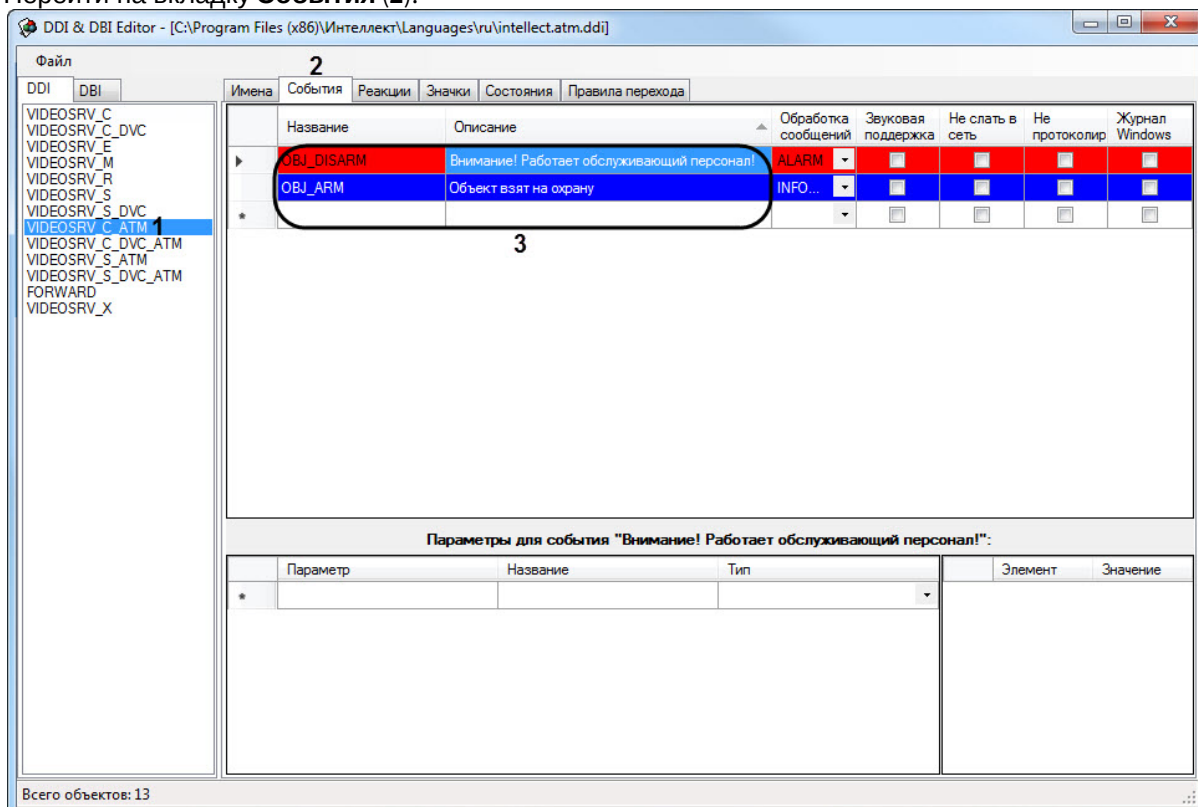 Перейти на вкладку События (2).
DDI & DBI Editor - [C:\Program Files (x86)\Интеллект\Languages\ru\intellect.atm.ddi]
Файл
2
DDI DBI
Имена События Реакции Значки Состояния Правила перехода
VIDEOSRV_C
VIDEOSRV_C_DVC
VIDEOSRV_E
VIDEOSRV_M
VIDEOSRV_R
VIDEOSRV_S
VIDEOSRV_S_DVC
VIDEOSRV_C_ATM 1
VIDEOSRV_C_DVC_ATM
VIDEOSRV_S_ATM
VIDEOSRV_S_DVC_ATM
FORWARD
VIDEOSRV_X
Название Описание Обработка сообщений Звуковая поддержка Не слать в сеть Не протоколир Журнал Windows
OBJ_DISARM Внимание! Работает обслуживающий персонал! ALARM
OBJ_ARM Объект взят на охрану INFO...
*
3
Параметры для события "Внимание! Работает обслуживающий персонал!":
Параметр Название Тип
*
Элемент Значение
Всего объектов: 13